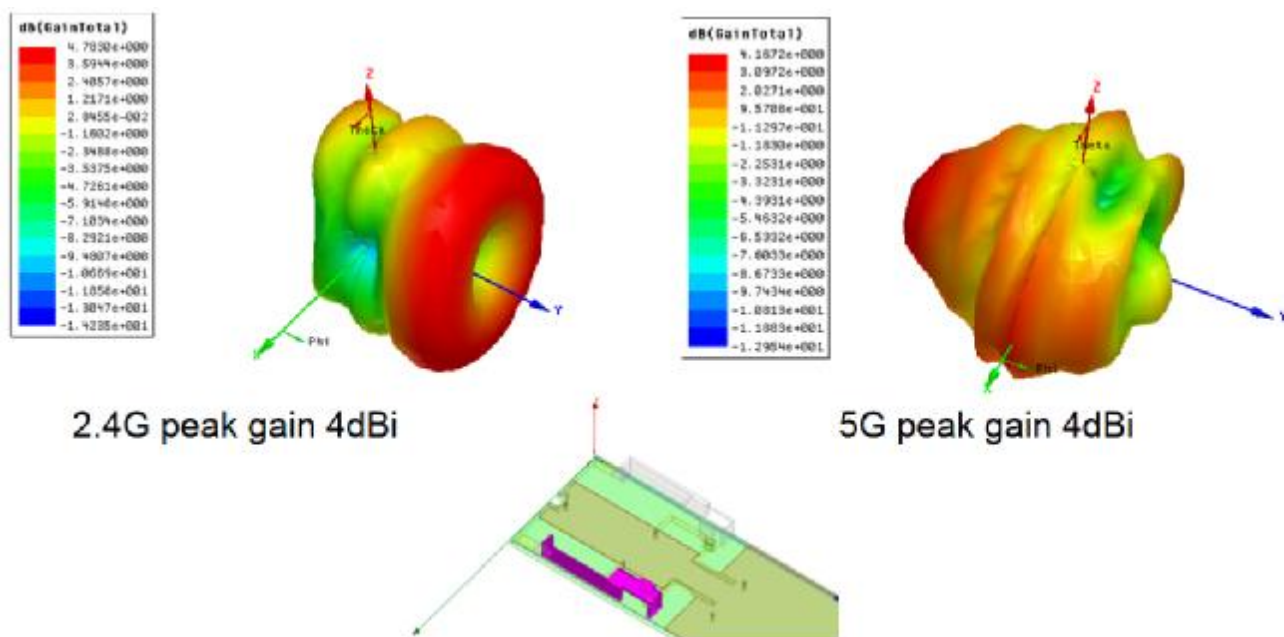 dB(GainTotal)
4.7830e+000
3.5944e+000
2.4057e+000
1.2171e+000
2.8455e-002
-1.1602e+000
-2.3488e+000
-3.5375e+000
-4.7261e+000
-5.9148e+000
-7.1034e+000
-8.2921e+000
-9.4807e+000
-1.0669e+001
-1.1858e+001
-1.3047e+001
-1.4235e+001
Z
Theta
Y
X
Phi
2.4G peak gain 4dBi
dB(GainTotal)
4.1672e+000
3.0972e+000
2.0271e+000
9.5708e-001
-1.1297e-001
-1.1830e+000
-2.2531e+000
-3.3231e+000
-4.3931e+000
-5.4632e+000
-6.5332e+000
-7.6033e+000
-8.6733e+000
-9.7434e+000
-1.0813e+001
-1.1883e+001
-1.2954e+001
Z
Theta
Y
X
Phi
5G peak gain 4dBi